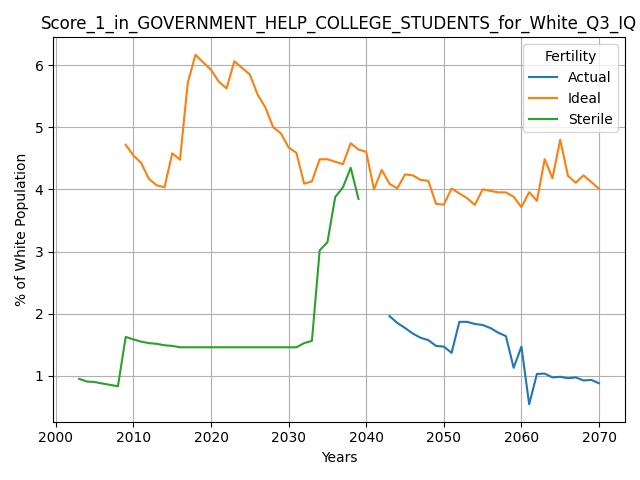 Score_1_in_GOVERNMENT_HELP_COLLEGE_STUDENTS_for_White_Q3_IQ
Fertility
Actual
Ideal
Sterile
% of White Population
6
5
4
3
2
1
2000 2010 2020 2030 2040 2050 2060 2070
Years